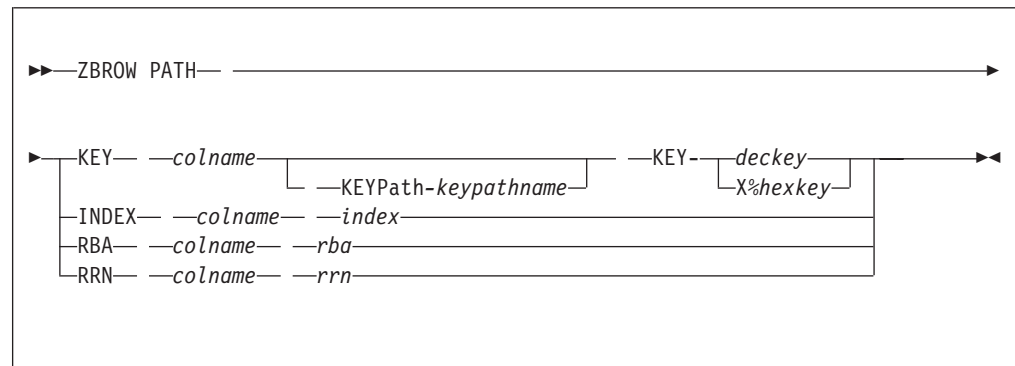 ZBROW PATH
KEY colname KEY- deckey
KEYPath-keypathname X%hexkey
INDEX colname index
RBA colname rba
RRN colname rrn